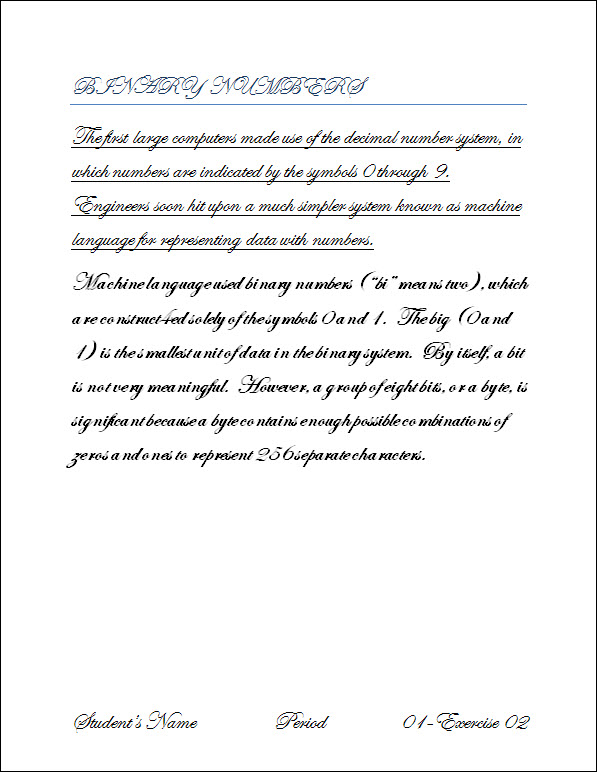 BINARY NUMBERS
The first large computers made use of the decimal number system, in
which numbers are indicated by the symbols 0 through 9.
Engineers soon hit upon a much simpler system known as machine
language for representing data with numbers.
Machine language used binary numbers ("bi" means two), which
are constructed solely of the symbols 0 and 1. The big (0 and
1) is the smallest unit of data in the binary system. By itself, a bit
is not very meaningful. However, a group of eight bits, or a byte, is
significant because a byte contains enough possible combinations of
zeros and ones to represent 256 separate characters.
Student's Name Period 01-Exercise 02